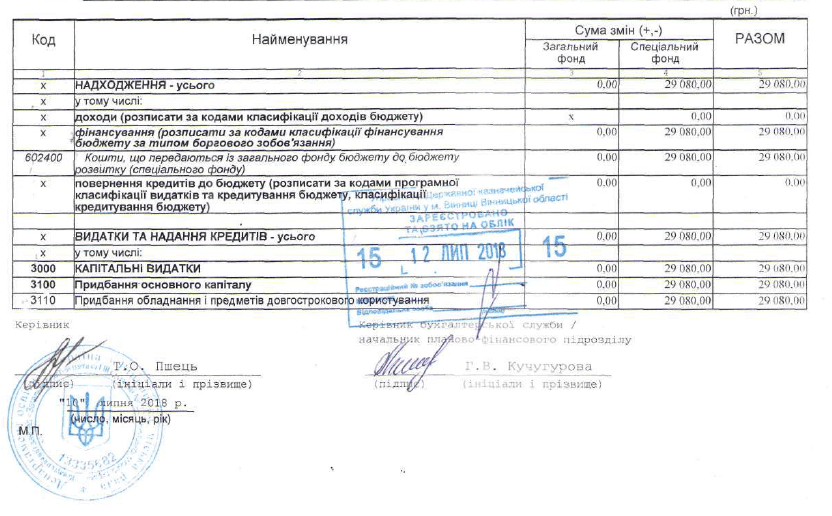 (грн.)
Код Найменування Сума змін (+,-) РАЗОМ
Загальний фонд Спеціальний фонд
1 2 3 4 5
х НАДХОДЖЕННЯ - усього 0,00 29 080,00 29 080,00
х у тому числі:
х доходи (розписати за кодами класифікації доходів бюджету) х 0,00 0,00
х фінансування (розписати за кодами класифікації фінансування 0,00 29 080,00 29 080,00
бюджету за типом боргового зобов'язання)
602400 Кошти, що передаються із загального фонду бюджету до бюджету 0,00 29 080,00 29 080,00
розвитку (спеціального фонду)
х повернення кредитів до бюджету (розписати за кодами програмної 0,00 0,00 0,00
класифікації видатків та кредитування бюджету, класифікації
кредитування бюджету)
Державної казначейської
служби України у м. Вінниці Вінницької області
ЗАРЕЄСТРОВАНО
ТА ВЗЯТО НА ОБЛІК
х ВИДАТКИ ТА НАДАННЯ КРЕДИТІВ - усього 0,00 29 080,00 29 080,00
15 12 ЛИП 2018 15
х у тому числі:
3000 КАПІТАЛЬНІ ВИДАТКИ 0,00 29 080,00 29 080,00
3100 Придбання основного капіталу 0,00 29 080,00 29 080,00
Реєстраційний № зобов'язання
3110 Придбання обладнання і предметів довгострокового користування 0,00 29 080,00 29 080,00
Керівник Керівник бухгалтерської служби /
начальник планово-фінансового підрозділу
Т.О. Пшець Г.В. Кучугурова
(підпис) (ініціали і прізвище) (підпис) (ініціали і прізвище)
"10" липня 2018 р.
(число, місяць, рік)
М.П.
13335682